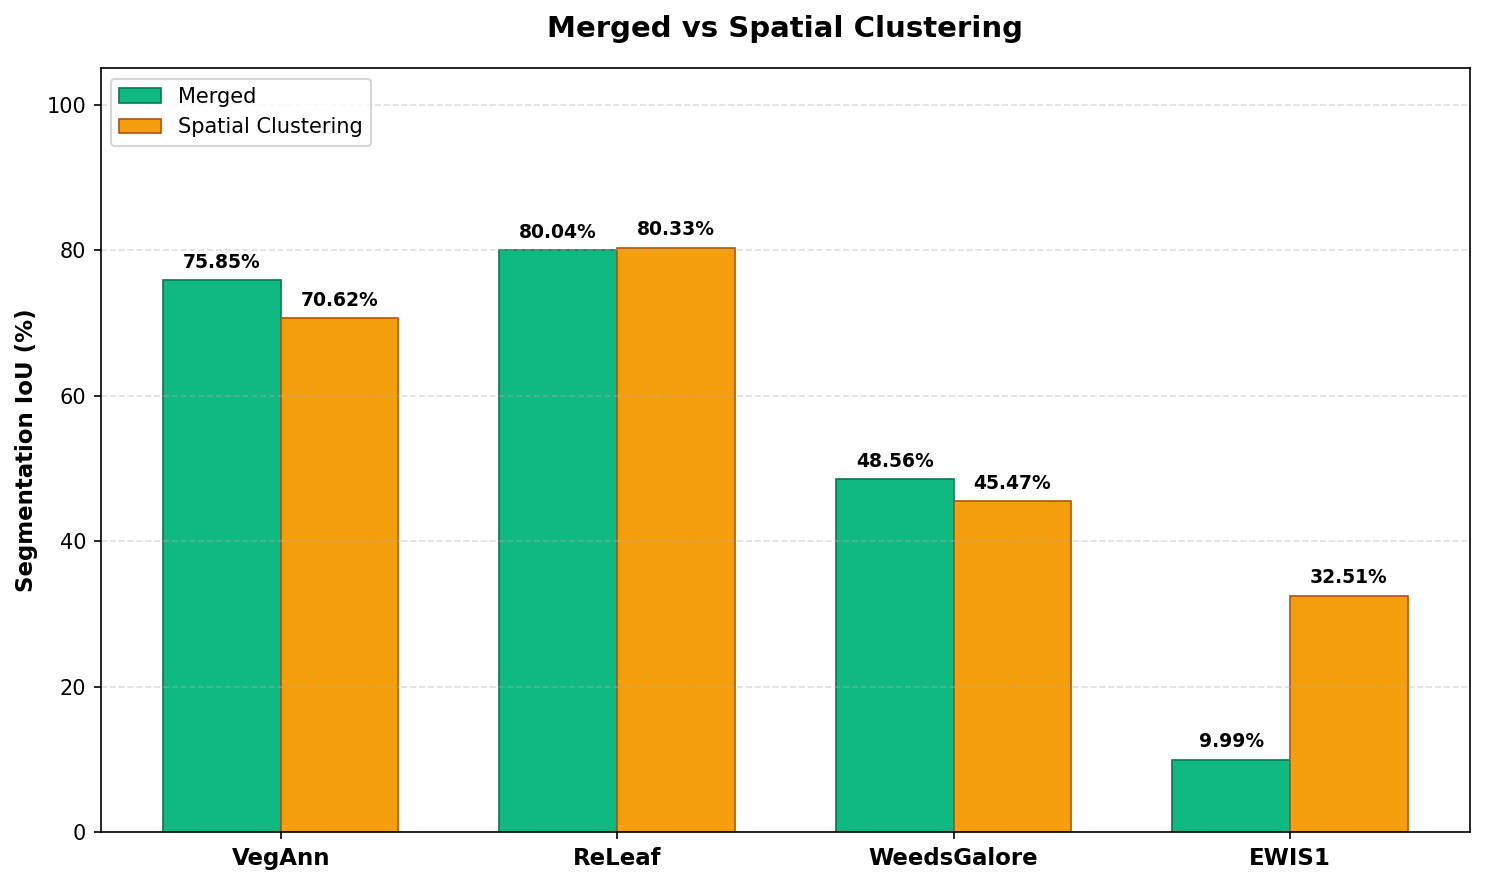 Merged vs Spatial Clustering
Merged
Spatial Clustering
Segmentation IoU (%)
100
80
60
40
20
0
75.85%
70.62%
80.04%
80.33%
48.56%
45.47%
9.99%
32.51%
VegAnn
ReLeaf
WeedsGalore
EWIS1